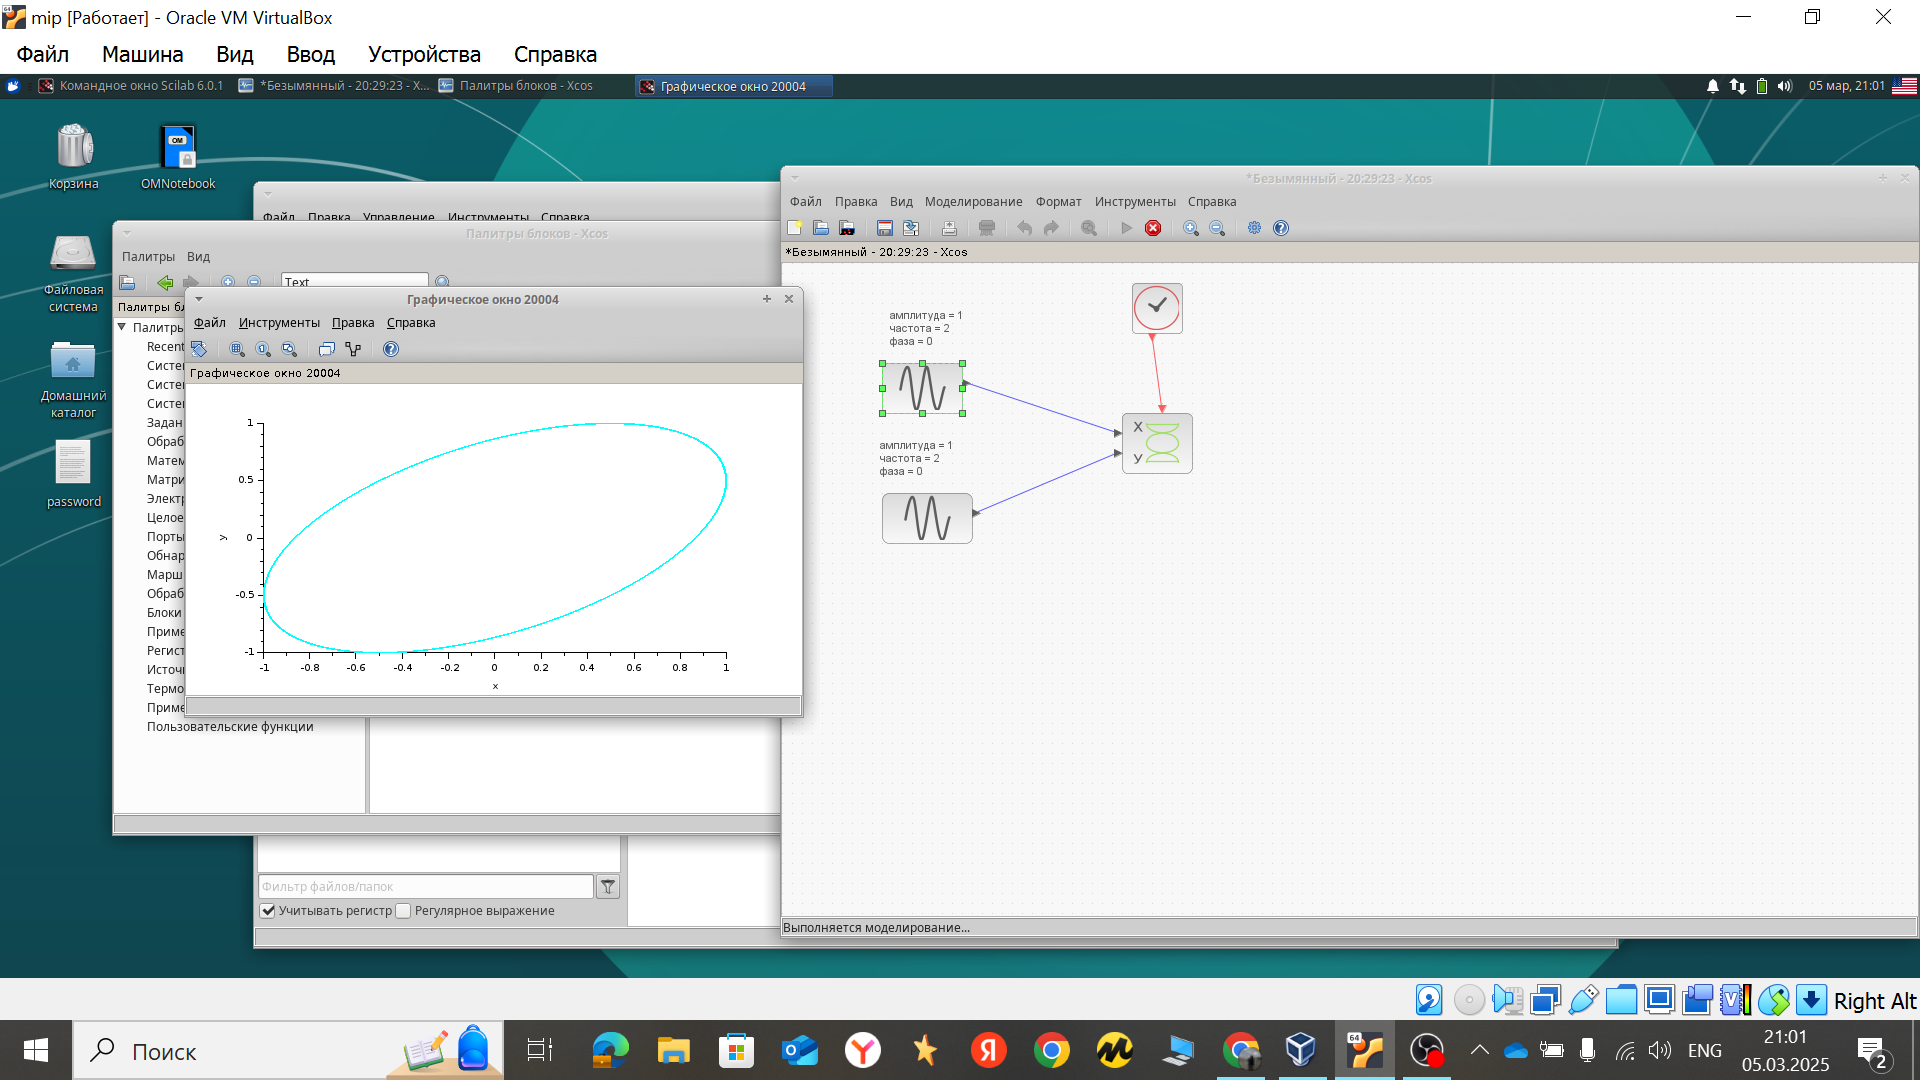 mip [Работает] - Oracle VM VirtualBox
Файл Машина Вид Ввод Устройства Справка
Командное окно Scilab 6.0.1 *Безымянный - 20:29:23 - X... Палитры блоков - Xcos Графическое окно 20004 05 мар, 21:01
Корзина
OMNotebook
OM
Файловая система
Домашний каталог
password
Файл Правка Управление Инструменты Справка
Палитры блоков - Xcos
Палитры Вид
Text
Палитры бл
Палитры
Recent
Систе
Систе
Систе
Задан
Обраб
Матем
Матри
Электр
Целое
Порты
Обнар
Марш
Обраб
Блоки
Приме
Регист
Источ
Термо
Приме
Пользовательские функции
Графическое окно 20004
Файл Инструменты Правка Справка
Графическое окно 20004
1
0.5
0
-0.5
-1
y
-1 -0.8 -0.6 -0.4 -0.2 0 0.2 0.4 0.6 0.8 1
x
Фильтр файлов/папок
Учитывать регистр Регулярное выражение
*Безымянный - 20:29:23 - Xcos
Файл Правка Вид Моделирование Формат Инструменты Справка
*Безымянный - 20:29:23 - Xcos
амплитуда = 1
частота = 2
фаза = 0
амплитуда = 1
частота = 2
фаза = 0
X
У
Выполняется моделирование...
Right Alt
Поиск
64
ENG
21:01
05.03.2025
2